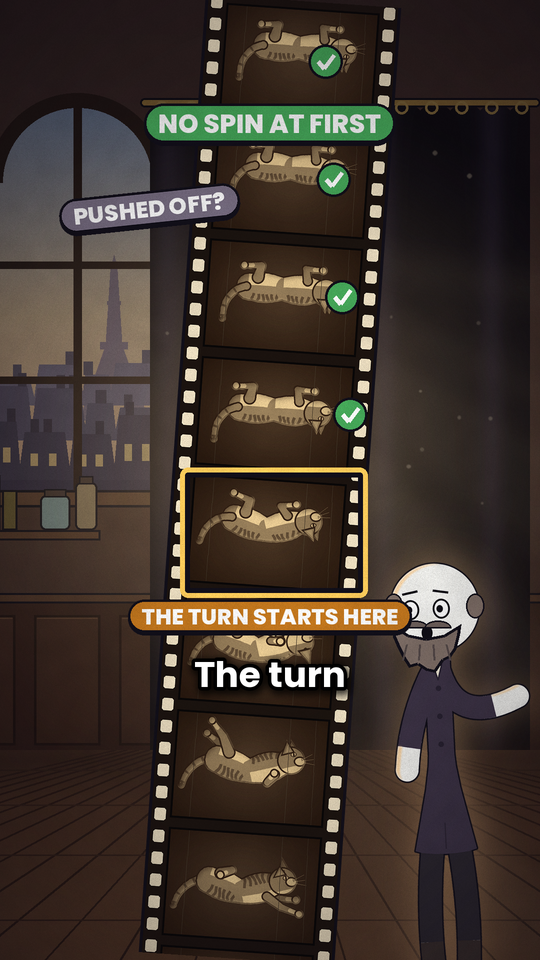 NO SPIN AT FIRST
PUSHED OFF?
THE TURN STARTS HERE
The turn